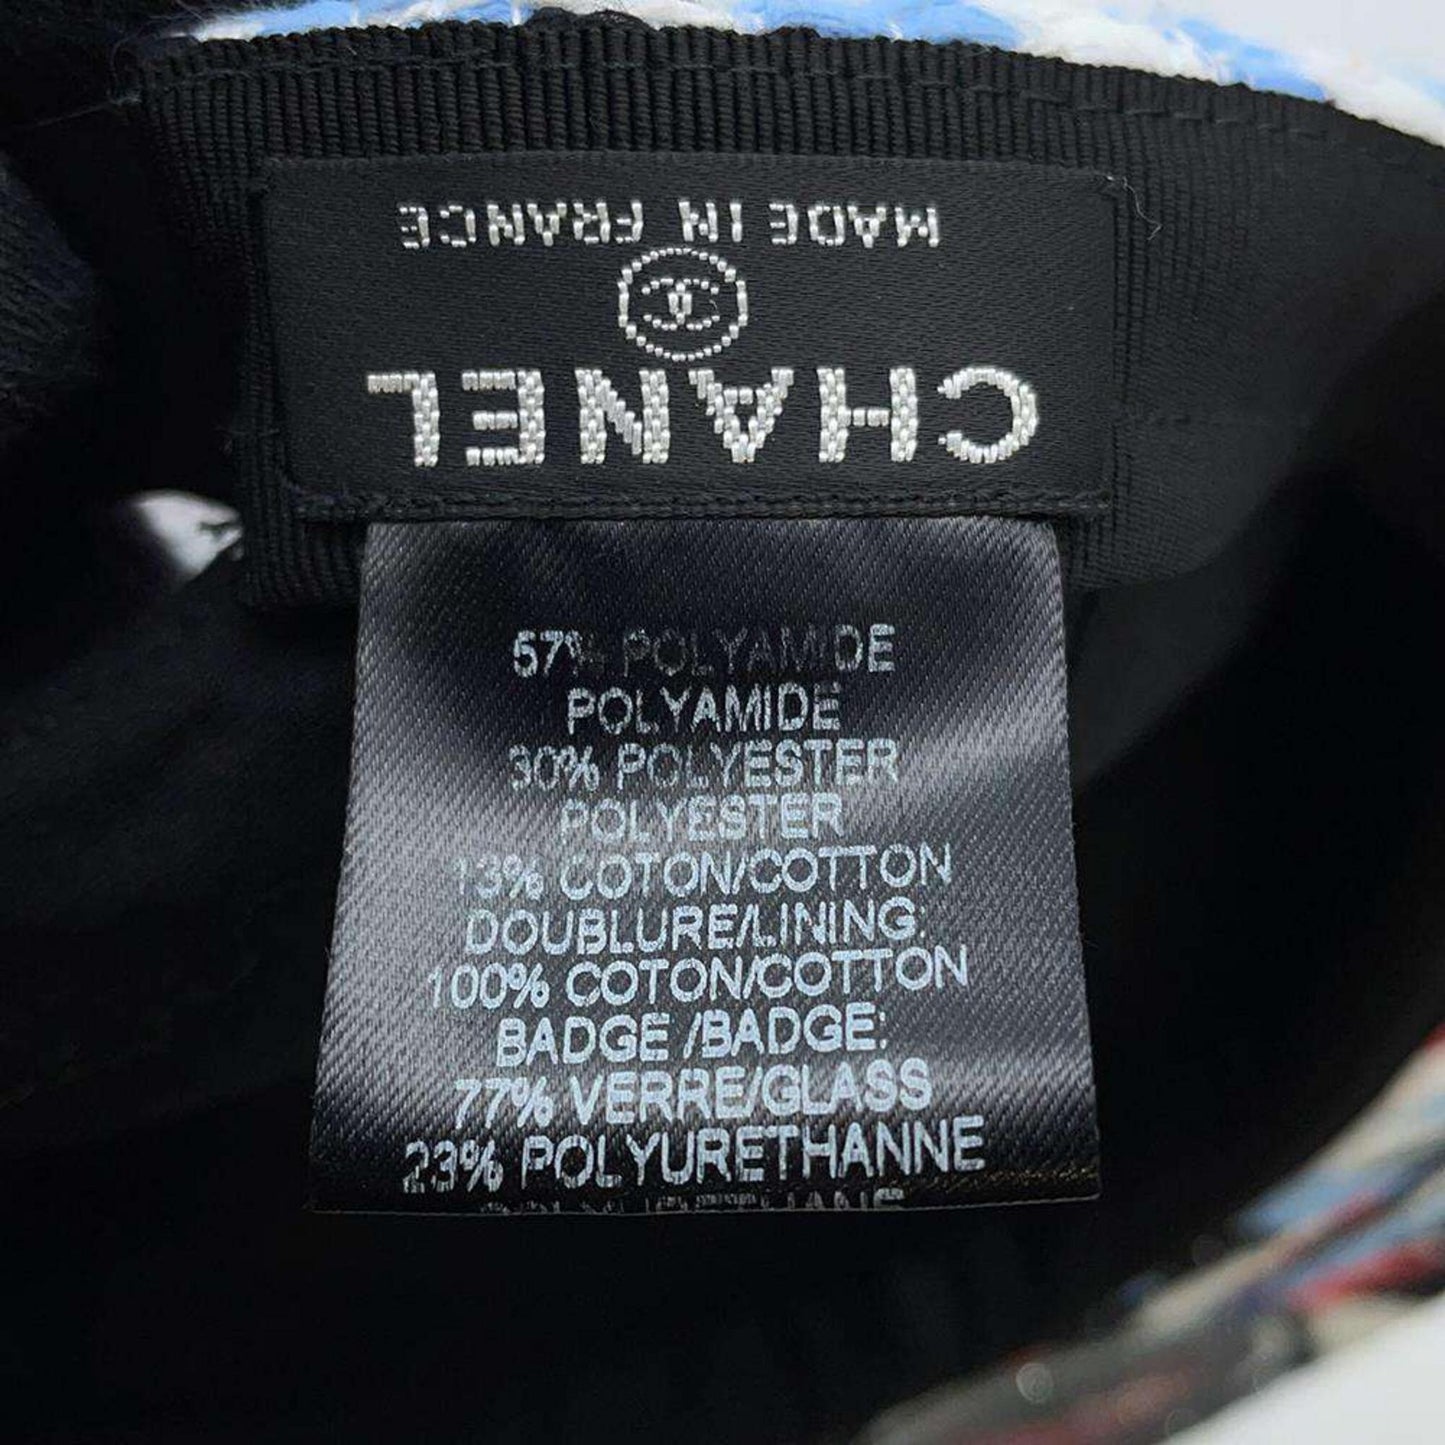 CHANEL
MADE IN FRANCE
57% POLYAMIDE
POLYAMIDE
30% POLYESTER
POLYESTER
13% COTON/COTTON
DOUBLURE/LINING:
100% COTON/COTTON
BADGE /BADGE:
77% VERRE/GLASS
23% POLYURETHANNE